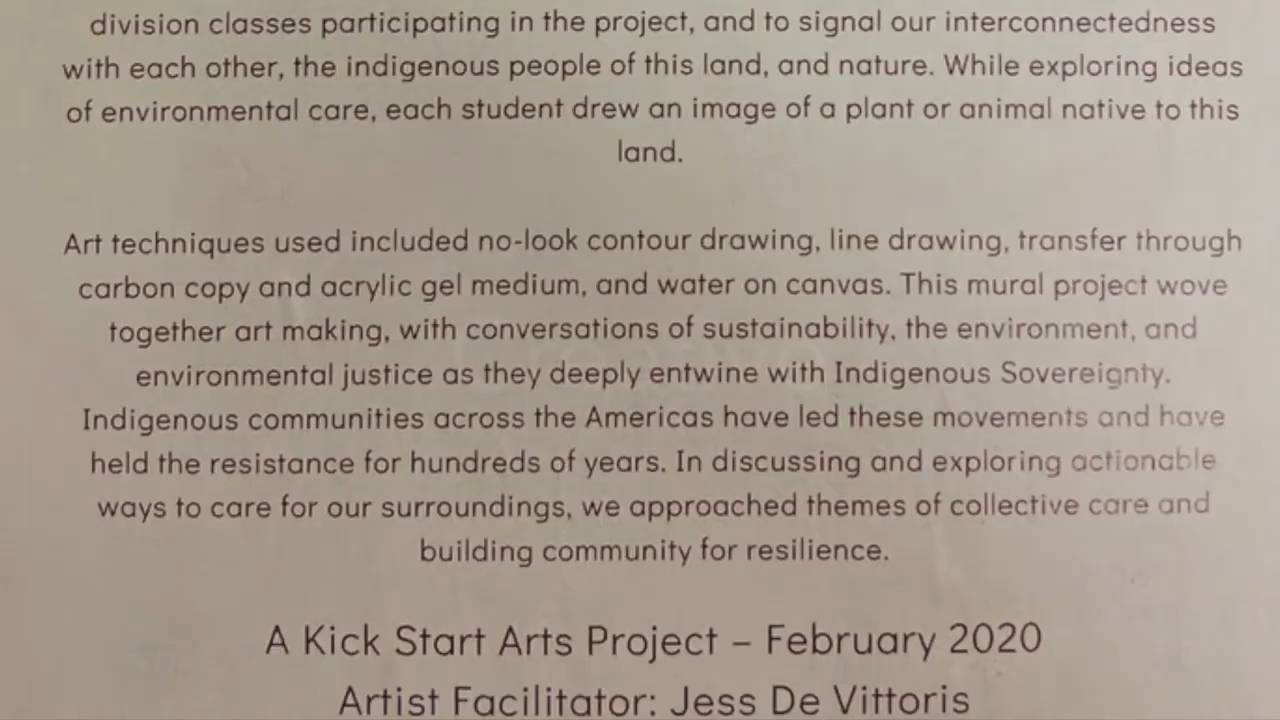 division classes participating in the project, and to signal our interconnectedness
with each other, the indigenous people of this land, and nature. While exploring ideas
of environmental care, each student drew an image of a plant or animal native to this
land.
Art techniques used included no-look contour drawing, line drawing, transfer through
carbon copy and acrylic gel medium, and water on canvas. This mural project wove
together art making, with conversations of sustainability, the environment, and
environmental justice as they deeply entwine with Indigenous Sovereignty.
Indigenous communities across the Americas have led these movements and have
held the resistance for hundreds of years. In discussing and exploring actionable
ways to care for our surroundings, we approached themes of collective care and
building community for resilience.
A Kick Start Arts Project – February 2020
Artist Facilitator: Jess De Vittoris